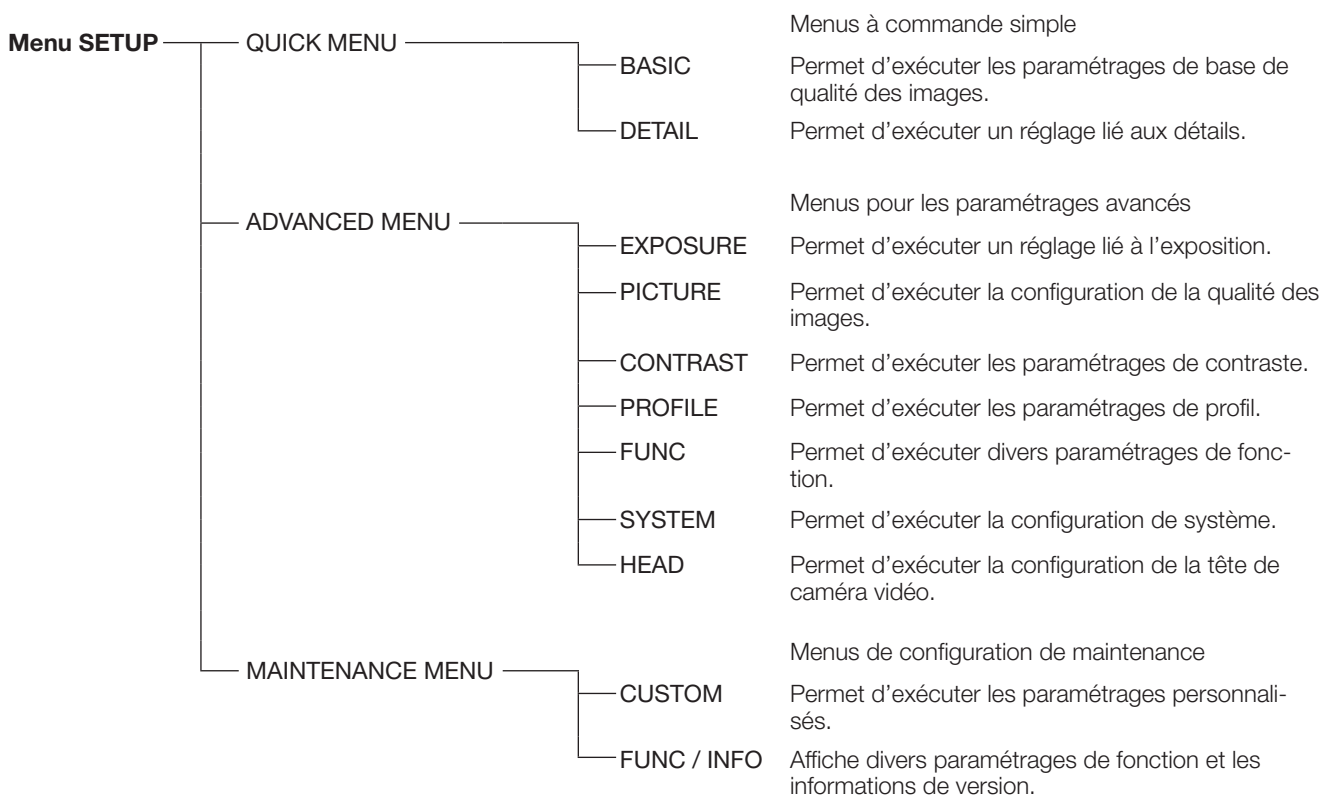 Menus à commande simple
Menu SETUP QUICK MENU
BASIC Permet d'exécuter les paramétrages de base de
qualité des images.
DETAIL Permet d'exécuter un réglage lié aux détails.
Menus pour les paramétrages avancés
ADVANCED MENU
EXPOSURE Permet d'exécuter un réglage lié à l'exposition.
PICTURE Permet d'exécuter la configuration de la qualité des
images.
CONTRAST Permet d'exécuter les paramétrages de contraste.
PROFILE Permet d'exécuter les paramétrages de profil.
FUNC Permet d'exécuter divers paramétrages de fonc-
tion.
SYSTEM Permet d'exécuter la configuration de système.
HEAD Permet d'exécuter la configuration de la tête de
caméra vidéo.
Menus de configuration de maintenance
MAINTENANCE MENU
CUSTOM Permet d'exécuter les paramétrages personnali-
sés.
FUNC / INFO Affiche divers paramétrages de fonction et les
informations de version.